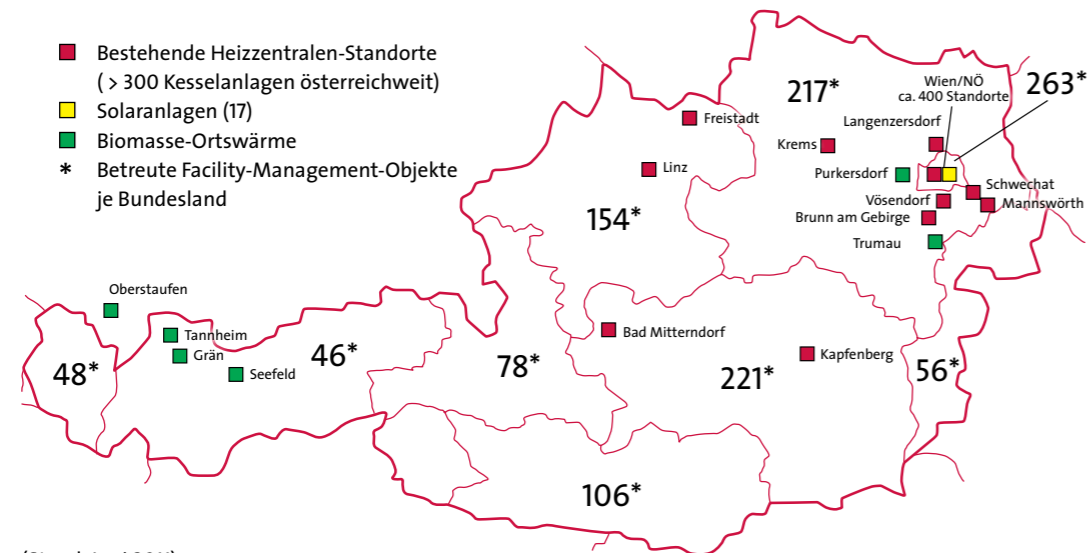 Bestehende Heizzentralen-Standorte
( > 300 Kesselanlagen österreichweit)
Solaranlagen (17)
Biomasse-Ortswärme
* Betreute Facility-Management-Objekte
je Bundesland
217*
Wien/NÖ
ca. 400 Standorte
263*
Freistadt
Langenzersdorf
Krems
Linz
Purkersdorf
Schwechat
Mannswörth
Vösendorf
Brunn am Gebirge
154*
Trumau
Oberstaufen
Tannheim
Grän
Seefeld
Bad Mitterndorf
Kapfenberg
48*
46*
78*
221*
56*
106*